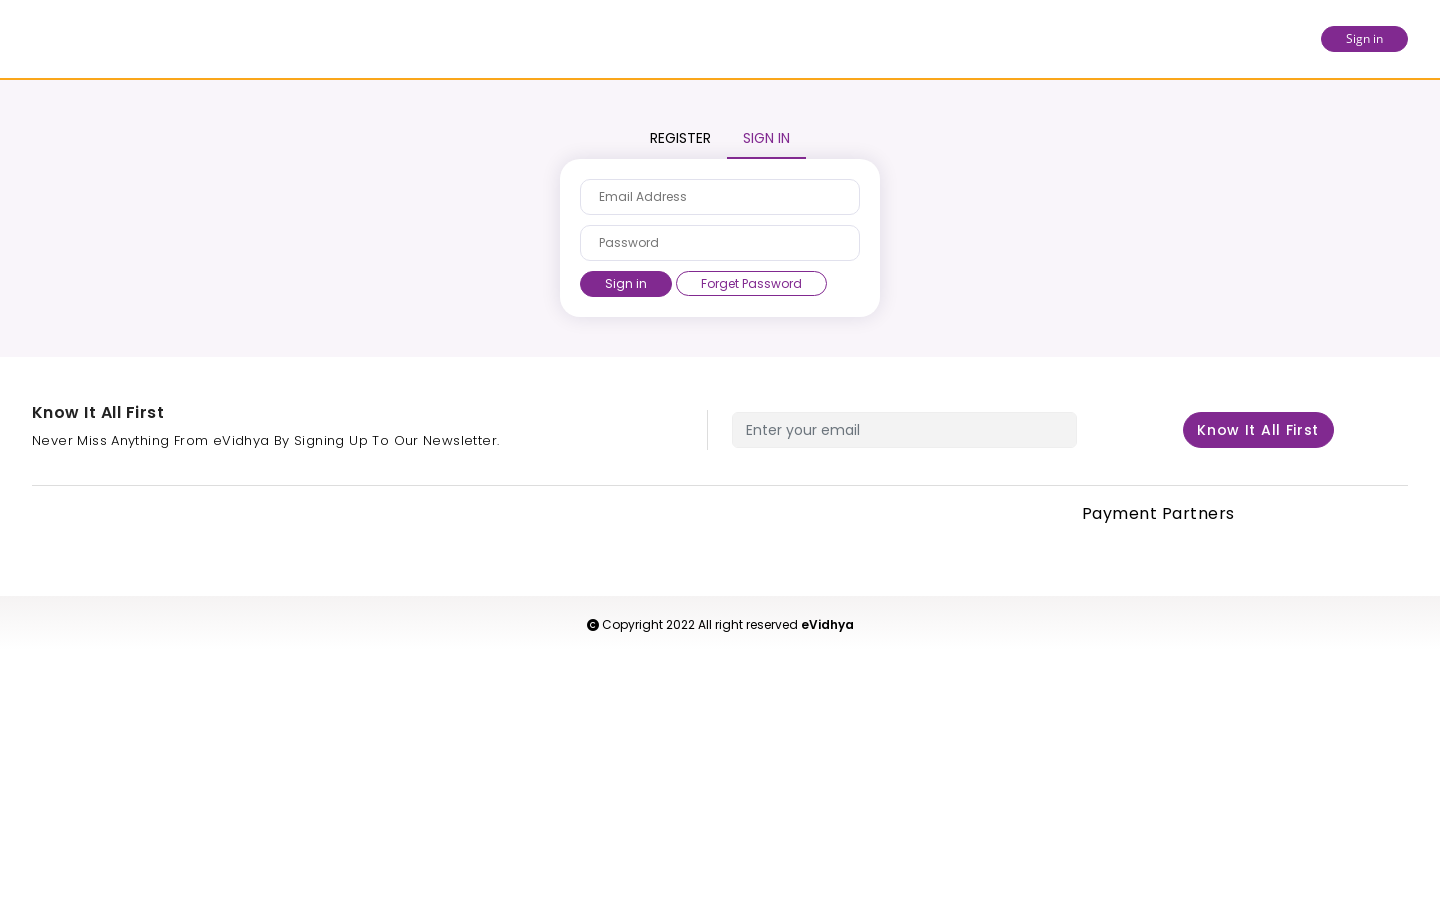 Sign in
REGISTER SIGN IN
Email Address
Password
Sign in Forget Password
Know It All First
Never Miss Anything From eVidhya By Signing Up To Our Newsletter.
Enter your email
Know It All First
Payment Partners
Copyright 2022 All right reserved eVidhya